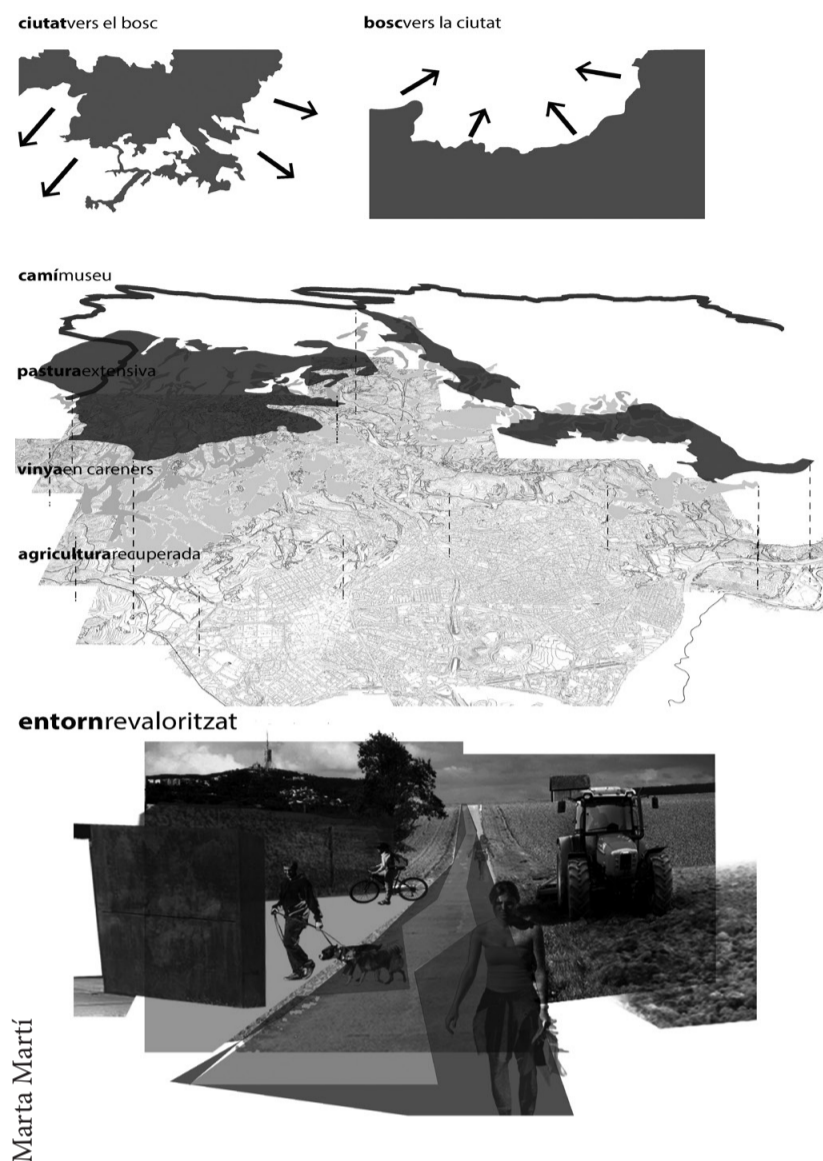 ciutatvers el bosc
boscvers la ciutat
camímuseu
pasturaextensiva
vinyaen careners
agriculturarecuperada
entornrevaloritzat
Marta Martí